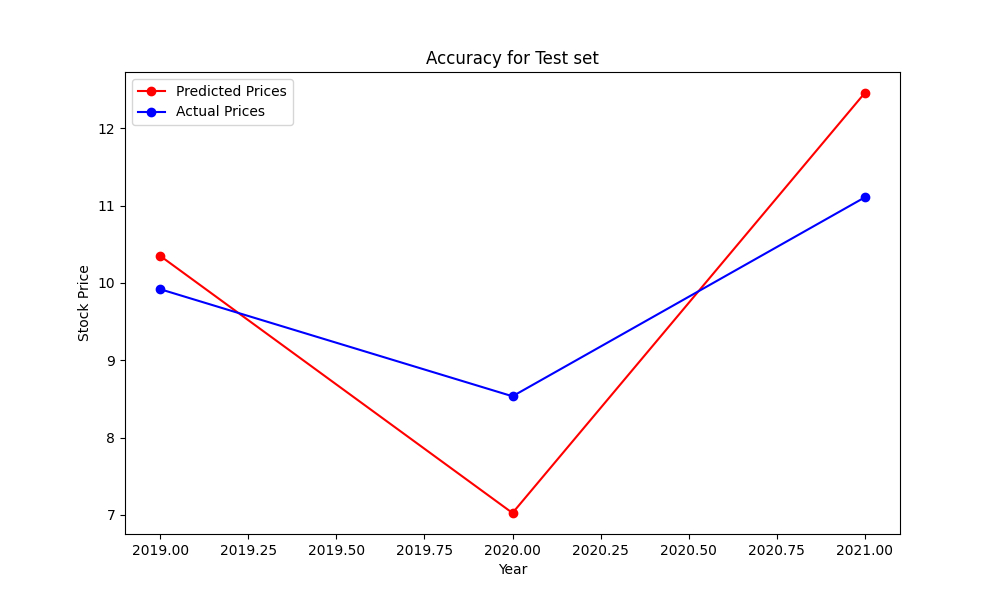 Accuracy for Test set
Predicted Prices
Actual Prices
12
11
10
9
8
7
Stock Price
2019.00 2019.25 2019.50 2019.75 2020.00 2020.25 2020.50 2020.75 2021.00
Year